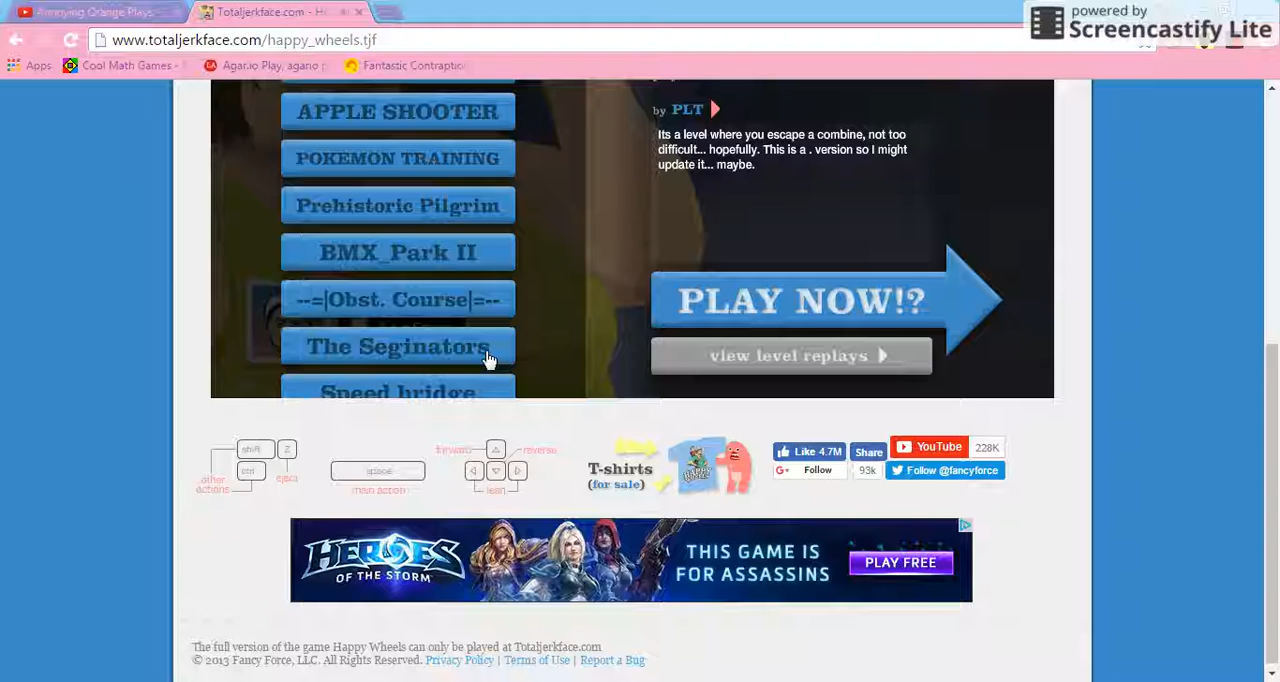 Annoying Orange Plays
Totaljerkface.com - Ha
powered by
Screencastify Lite
www.totaljerkface.com/happy_wheels.tjf
Apps
Cool Math Games -
Agar.io Play, agario
Fantastic Contraptio
APPLE SHOOTER
POKEMON TRAINING
Prehistoric Pilgrim
BMX_Park II
--=|Obst. Course|=--
The Seginators
Speed bridge
by PLT
Its a level where you escape a combine, not too
difficult... hopefully. This is a . version so I might
update it... maybe.
PLAY NOW!?
view level replays
shift
Z
ctrl
other
actions
eject
space
main action
forward
reverse
lean
T-shirts
(for sale)
Like 4.7M
Share
YouTube
228K
G+ Follow
93k
Follow @fancyforce
HEROES
OF THE STORM
THIS GAME IS
FOR ASSASSINS
PLAY FREE
The full version of the game Happy Wheels can only be played at Totaljerkface.com
© 2013 Fancy Force, LLC. All Rights Reserved. Privacy Policy | Terms of Use | Report a Bug